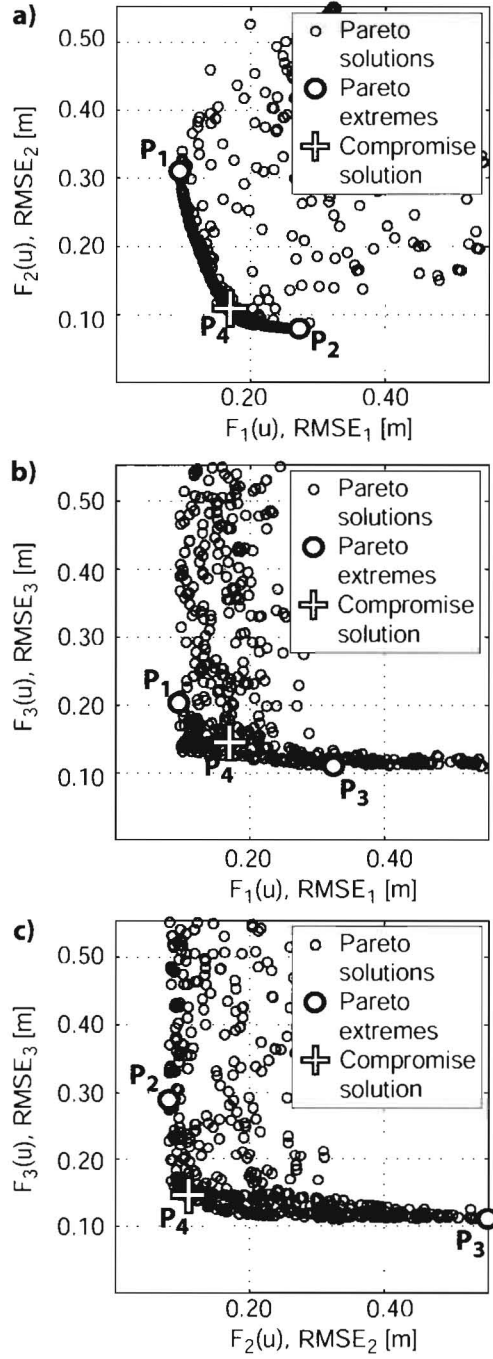 a)
0.50
0.40
0.30
0.20
0.10
F2(u), RMSE2 [m]
Pareto
solutions
Pareto
extremes
Compromise
solution
P1
P4
P2
0.20
0.40
F1(u), RMSE1 [m]
b)
0.50
0.40
0.30
0.20
0.10
F3(u), RMSE3 [m]
Pareto
solutions
Pareto
extremes
Compromise
solution
P1
P4
P3
0.20
0.40
F1(u), RMSE1 [m]
c)
0.50
0.40
0.30
0.20
0.10
F3(u), RMSE3 [m]
Pareto
solutions
Pareto
extremes
Compromise
solution
P2
P4
P3
0.20
0.40
F2(u), RMSE2 [m]